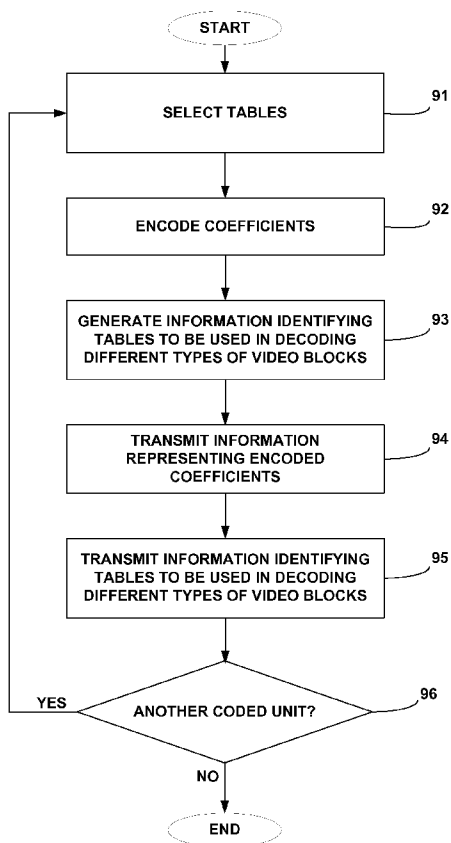 START
SELECT TABLES
91
ENCODE COEFFICIENTS
92
GENERATE INFORMATION IDENTIFYING
TABLES TO BE USED IN DECODING
DIFFERENT TYPES OF VIDEO BLOCKS
93
TRANSMIT INFORMATION
REPRESENTING ENCODED
COEFFICIENTS
94
TRANSMIT INFORMATION IDENTIFYING
TABLES TO BE USED IN DECODING
DIFFERENT TYPES OF VIDEO BLOCKS
95
YES
ANOTHER CODED UNIT?
96
NO
END